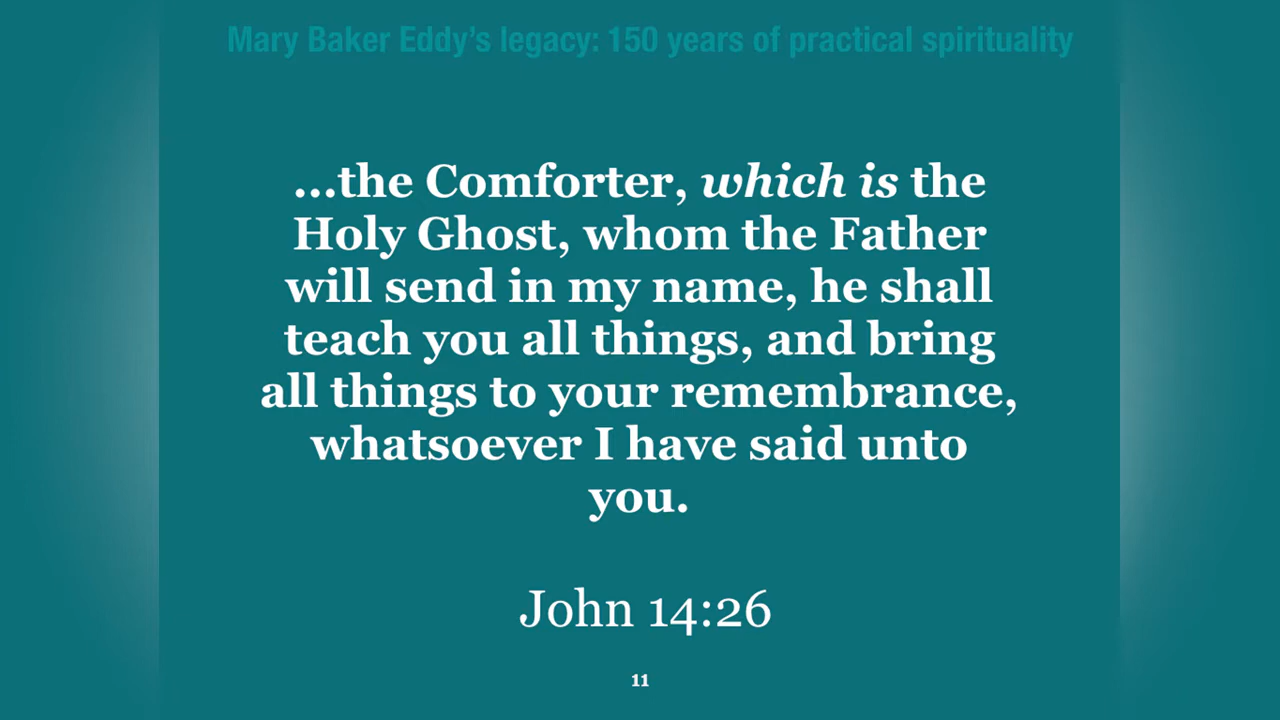 Mary Baker Eddy's legacy: 150 years of practical spirituality
...the Comforter, which is the
Holy Ghost, whom the Father
will send in my name, he shall
teach you all things, and bring
all things to your remembrance,
whatsoever I have said unto
you.
John 14:26
11